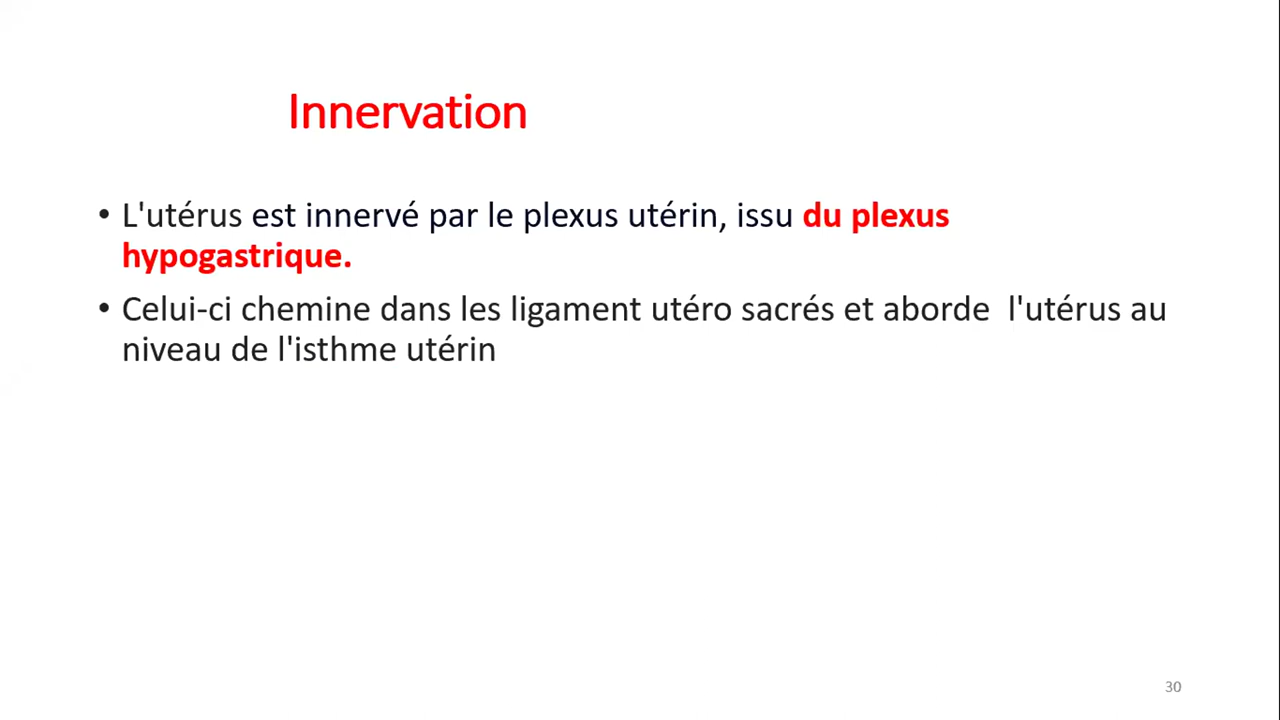 Innervation
• L'utérus est innervé par le plexus utérin, issu du plexus
hypogastrique.
• Celui-ci chemine dans les ligament utéro sacrés et aborde  l'utérus au
niveau de l'isthme utérin
30